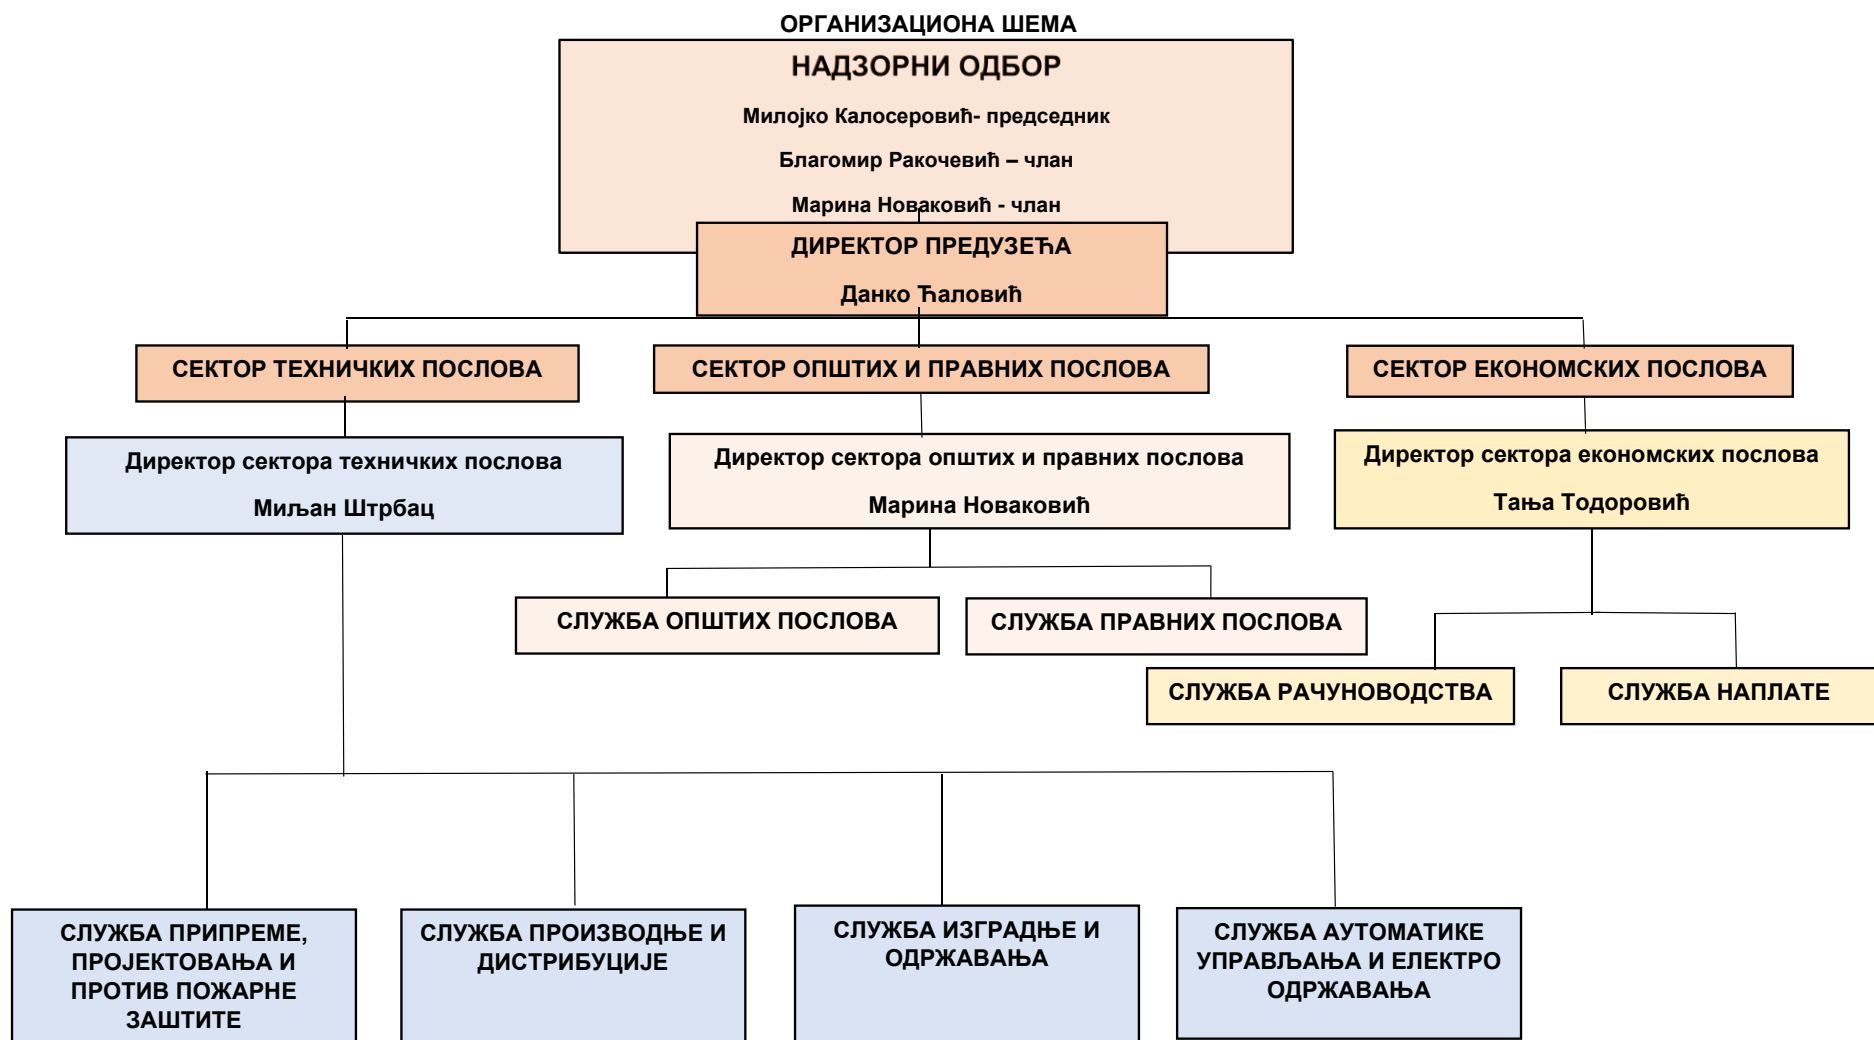 ОРГАНИЗАЦИОНА ШЕМА
НАДЗОРНИ ОДБОР
Милојко Калосеровић- председник
Благомир Ракочевић – члан
Марина Новаковић - члан
ДИРЕКТОР ПРЕДУЗЕЋА
Данко Ћаловић
СЕКТОР ТЕХНИЧКИХ ПОСЛОВА
СЕКТОР ОПШТИХ И ПРАВНИХ ПОСЛОВА
СЕКТОР ЕКОНОМСКИХ ПОСЛОВА
Директор сектора техничких послова
Миљан Штрбац
Директор сектора општих и правних послова
Марина Новаковић
Директор сектора економских послова
Тања Тодоровић
СЛУЖБА ОПШТИХ ПОСЛОВА
СЛУЖБА ПРАВНИХ ПОСЛОВА
СЛУЖБА РАЧУНОВОДСТВА
СЛУЖБА НАПЛАТЕ
СЛУЖБА ПРИПРЕМЕ,
ПРОЈЕКТОВАЊА И
ПРОТИВ ПОЖАРНЕ
ЗАШТИТЕ
СЛУЖБА ПРОИЗВОДЊЕ И
ДИСТРИБУЦИЈЕ
СЛУЖБА ИЗГРАДЊЕ И
ОДРЖАВАЊА
СЛУЖБА АУТОМАТИКЕ
УПРАВЉАЊА И ЕЛЕКТРО
ОДРЖАВАЊА